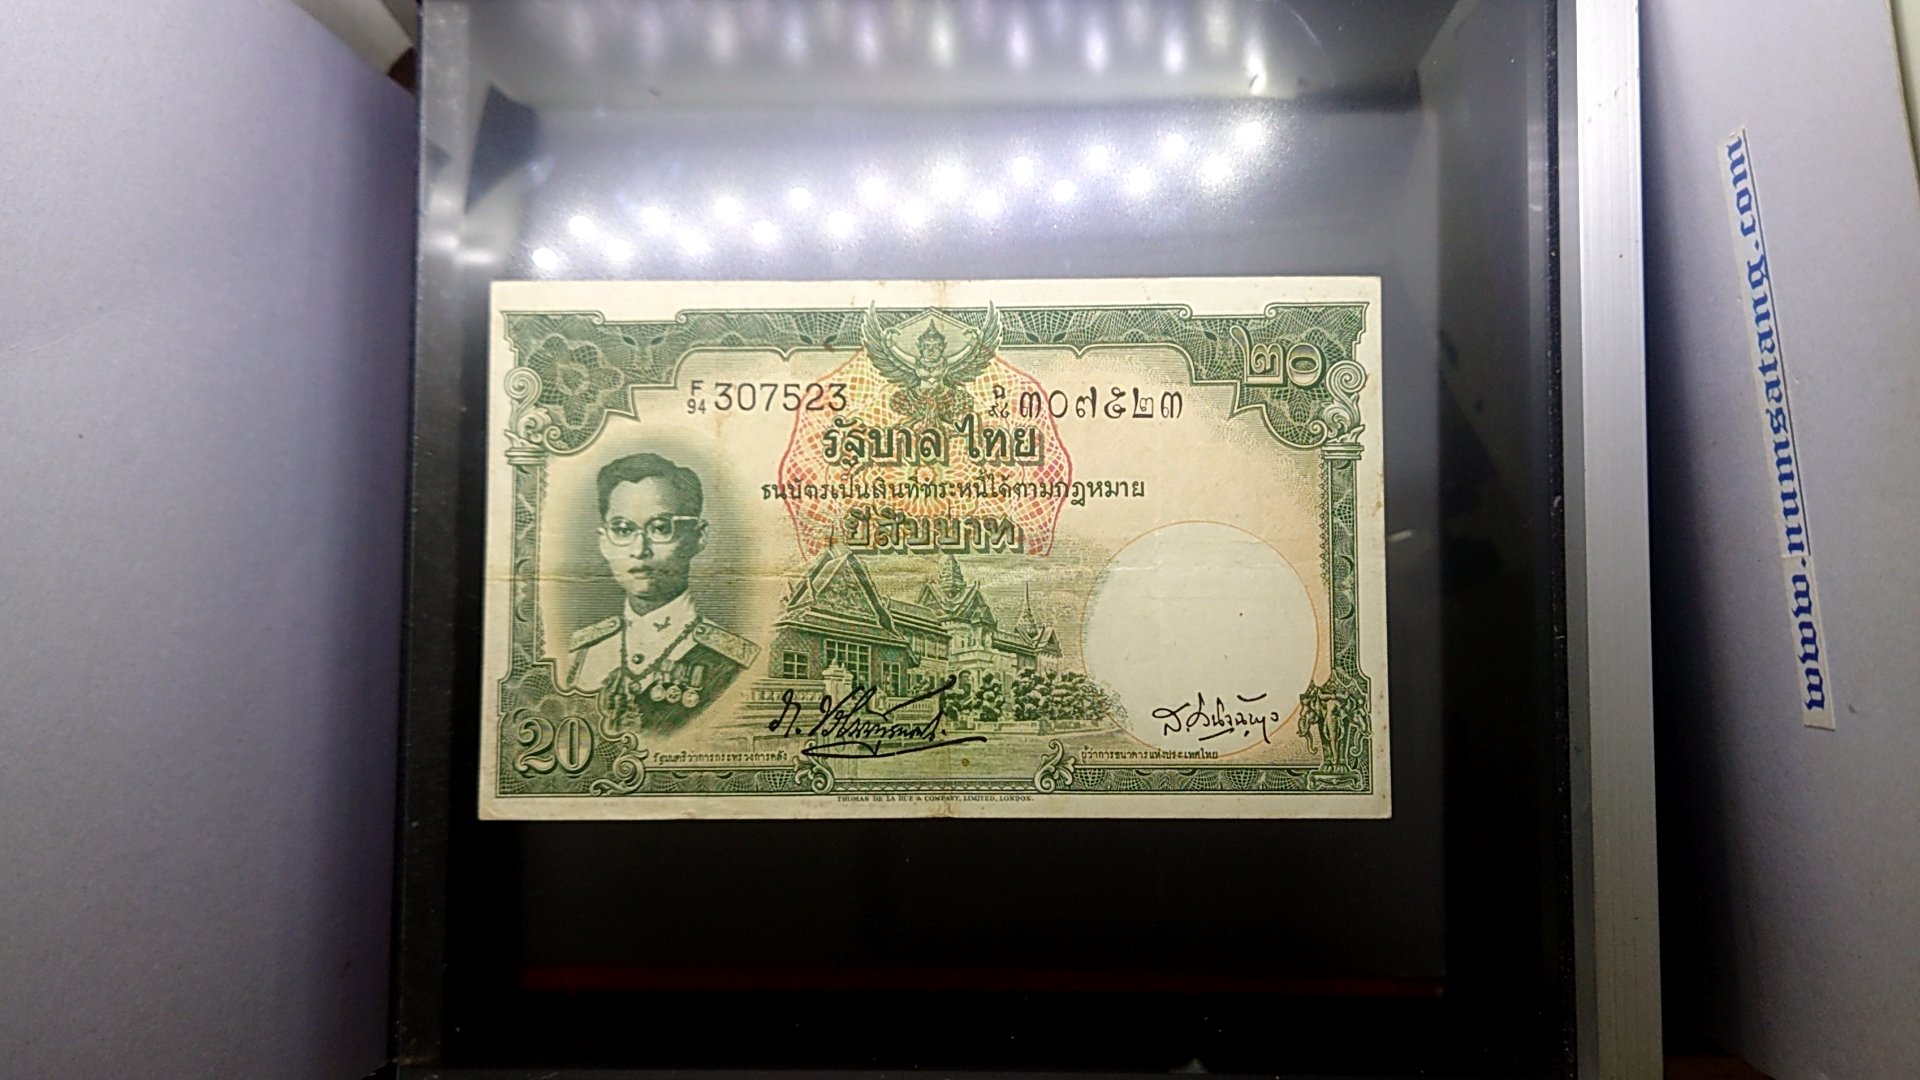 ๒๐
F/94 307523
๓๐๗๕๒๓
รัฐบาลไทย
ธนบัตร์เป็นเงินที่ชำระหนี้ได้ตามกฎหมาย
ยี่สิบบาท
20
รัฐมนตรีว่าการกระทรวงการคลัง
ผู้ว่าการธนาคารแห่งประเทศไทย
THOMAS DE LA RUE & COMPANY, LIMITED, LONDON.
www.numsatang.com